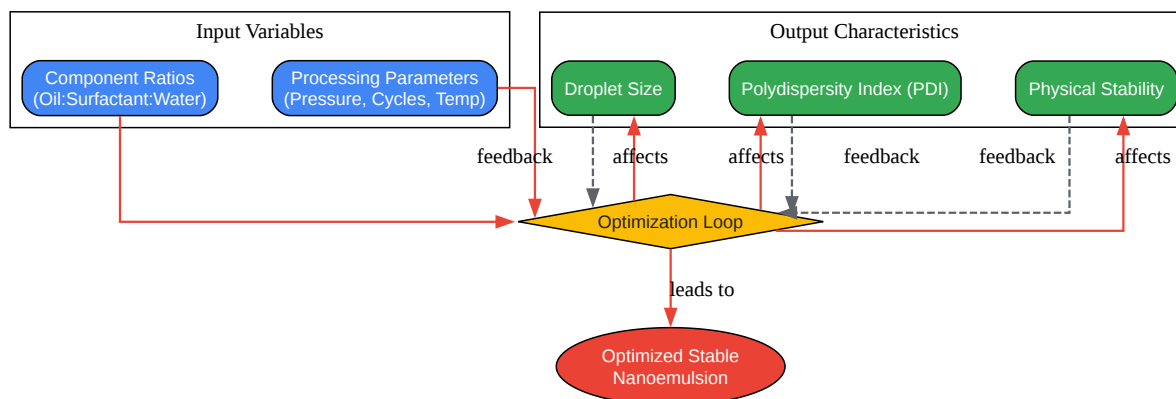 Input Variables
Output Characteristics
Component Ratios
(Oil:Surfactant:Water)
Processing Parameters
(Pressure, Cycles, Temp)
Droplet Size
Polydispersity Index (PDI)
Physical Stability
feedback
affects
affects
feedback
feedback
affects
Optimization Loop
leads to
Optimized Stable
Nanoemulsion